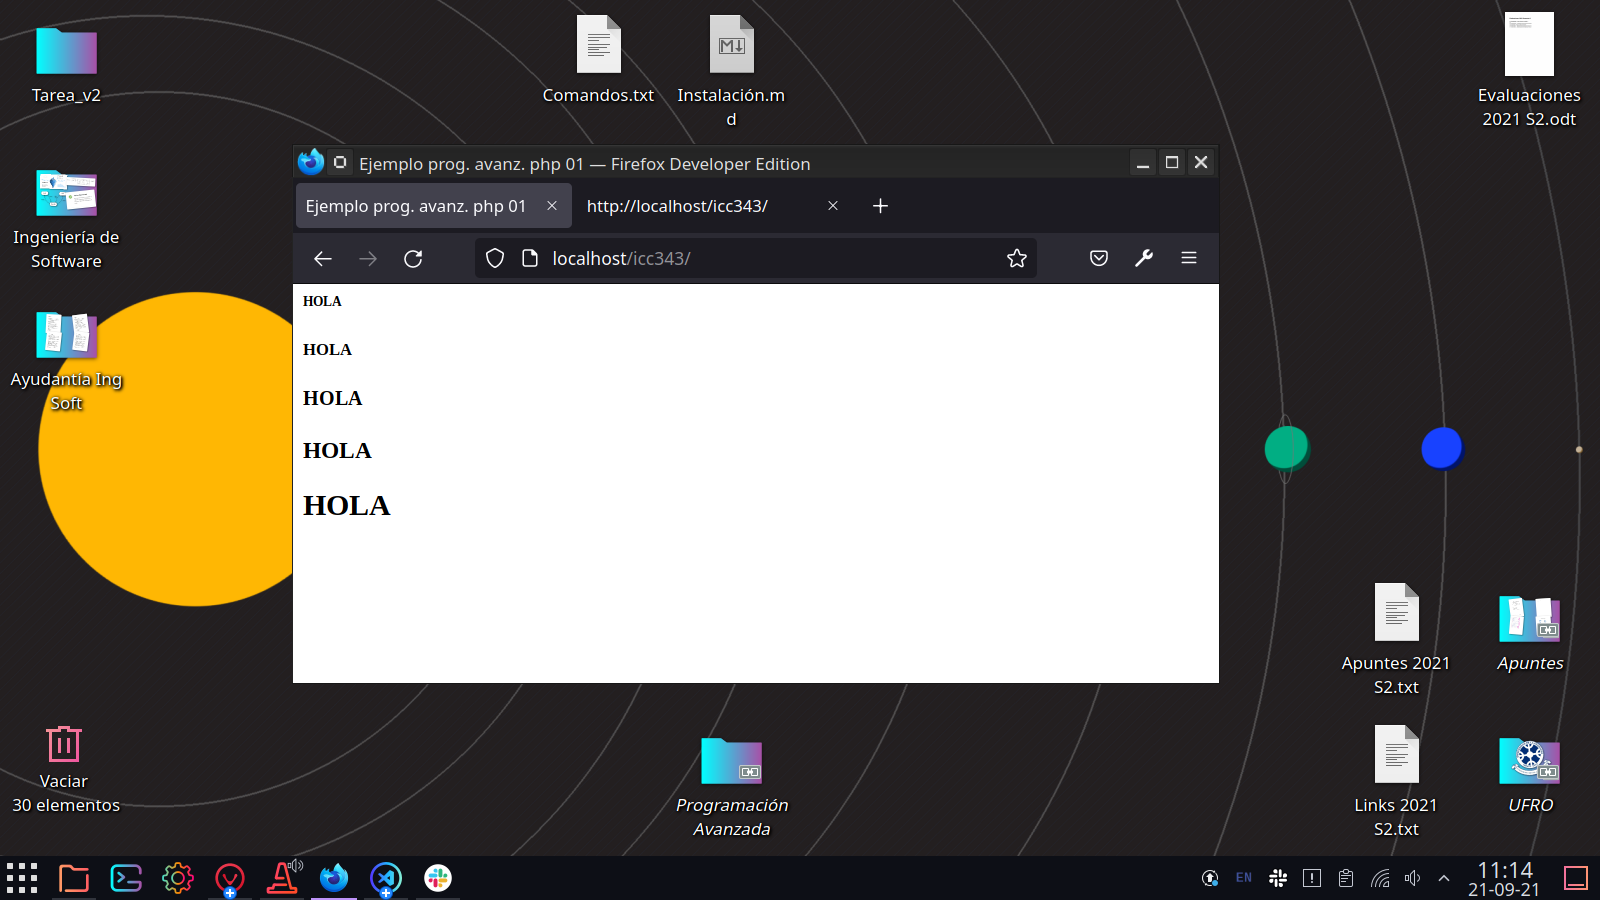 Tarea_v2
Comandos.txt
Instalación.m
d
Evaluaciones
2021 S2.odt
Ingeniería de
Software
Ayudantía Ing
Soft
Ejemplo prog. avanz. php 01 — Firefox Developer Edition
Ejemplo prog. avanz. php 01
http://localhost/icc343/
localhost/icc343/
HOLA
HOLA
HOLA
HOLA
HOLA
Apuntes 2021
S2.txt
Apuntes
Vaciar
30 elementos
Programación
Avanzada
Links 2021
S2.txt
UFRO
EN
11:14
21-09-21